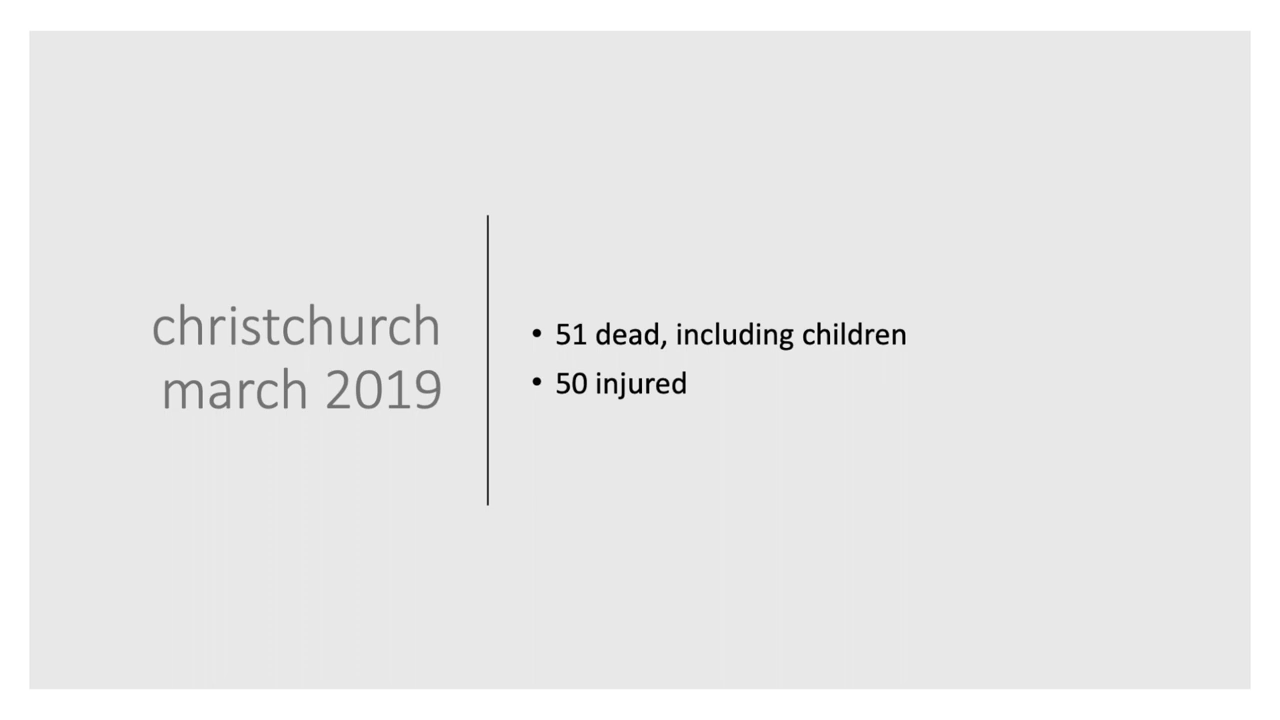 christchurch
march 2019
• 51 dead, including children
• 50 injured